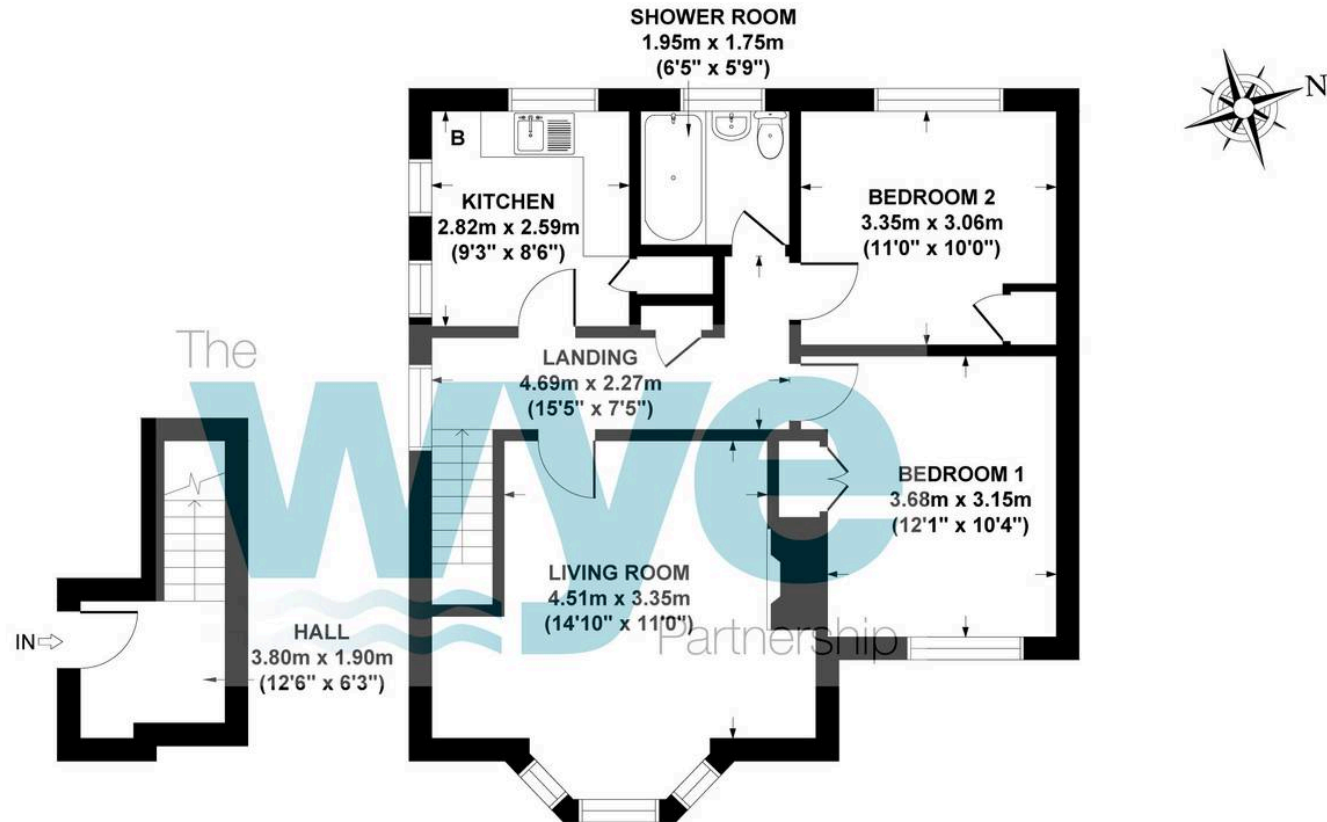 SHOWER ROOM
1.95m x 1.75m
(6'5" x 5'9")
N
B
KITCHEN
2.82m x 2.59m
(9'3" x 8'6")
BEDROOM 2
3.35m x 3.06m
(11'0" x 10'0")
LANDING
4.69m x 2.27m
(15'5" x 7'5")
The
wye
Partnership
BEDROOM 1
3.68m x 3.15m
(12'1" x 10'4")
LIVING ROOM
4.51m x 3.35m
(14'10" x 11'0")
IN
HALL
3.80m x 1.90m
(12'6" x 6'3")